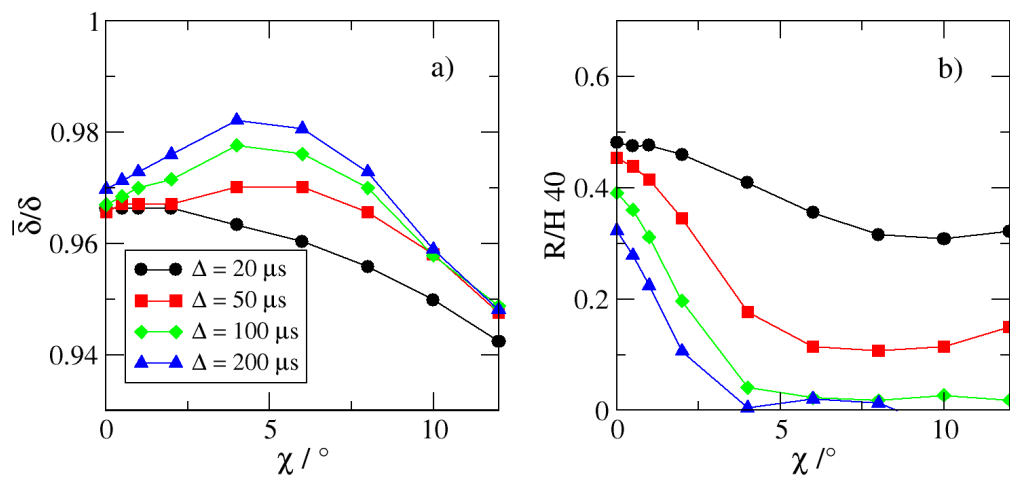 1
a)
0.98
0.96
0.94
δ̄/δ
Δ = 20 μs
Δ = 50 μs
Δ = 100 μs
Δ = 200 μs
0 5 10
χ / °
0.6
b)
0.4
0.2
0
R/H 40
0 5 10
χ /°